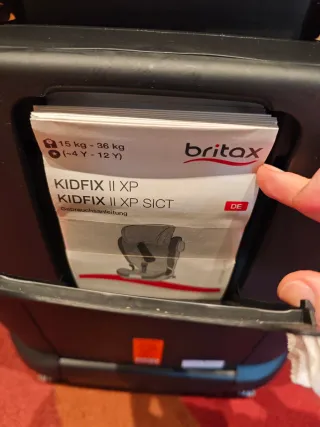 15 kg - 36 kg
(~4 Y - 12 Y)
britax
KIDFIX II XP
KIDFIX II XP SICT
DE
Gebrauchsanleitung